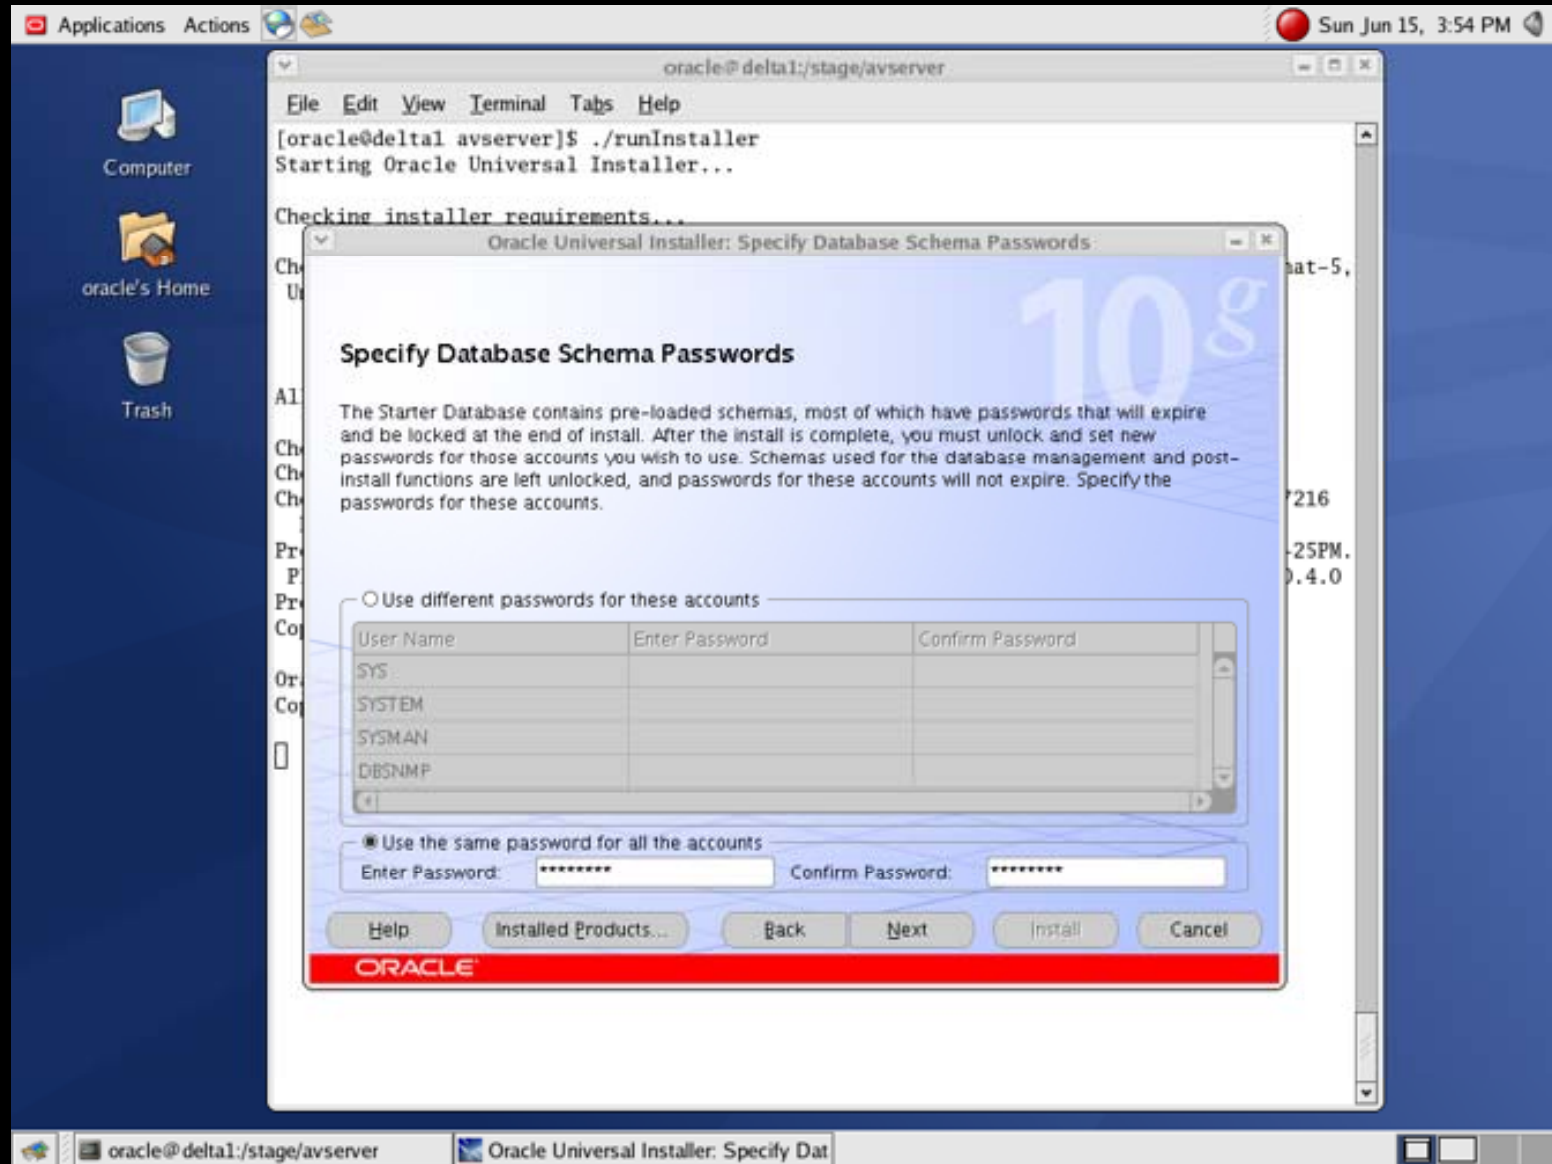 Applications Actions
Sun Jun 15, 3:54 PM
Computer
oracle's Home
Trash
oracle@delta1:/stage/avserver
File Edit View Terminal Tabs Help
[oracle@delta1 avserver]$ ./runInstaller
Starting Oracle Universal Installer...
Checking installer requirements...
Oracle Universal Installer: Specify Database Schema Passwords
10g
Specify Database Schema Passwords
The Starter Database contains pre-loaded schemas, most of which have passwords that will expire
and be locked at the end of install. After the install is complete, you must unlock and set new
passwords for those accounts you wish to use. Schemas used for the database management and post-
install functions are left unlocked, and passwords for these accounts will not expire. Specify the
passwords for these accounts.
7216
-25PM.
0.4.0
Use different passwords for these accounts
User Name Enter Password Confirm Password
SYS
SYSTEM
SYSMAN
DBSNMP
Use the same password for all the accounts
Enter Password: ******** Confirm Password: ********
Help Installed Products... Back Next Install Cancel
ORACLE
oracle@delta1:/stage/avserver
Oracle Universal Installer: Specify Dat